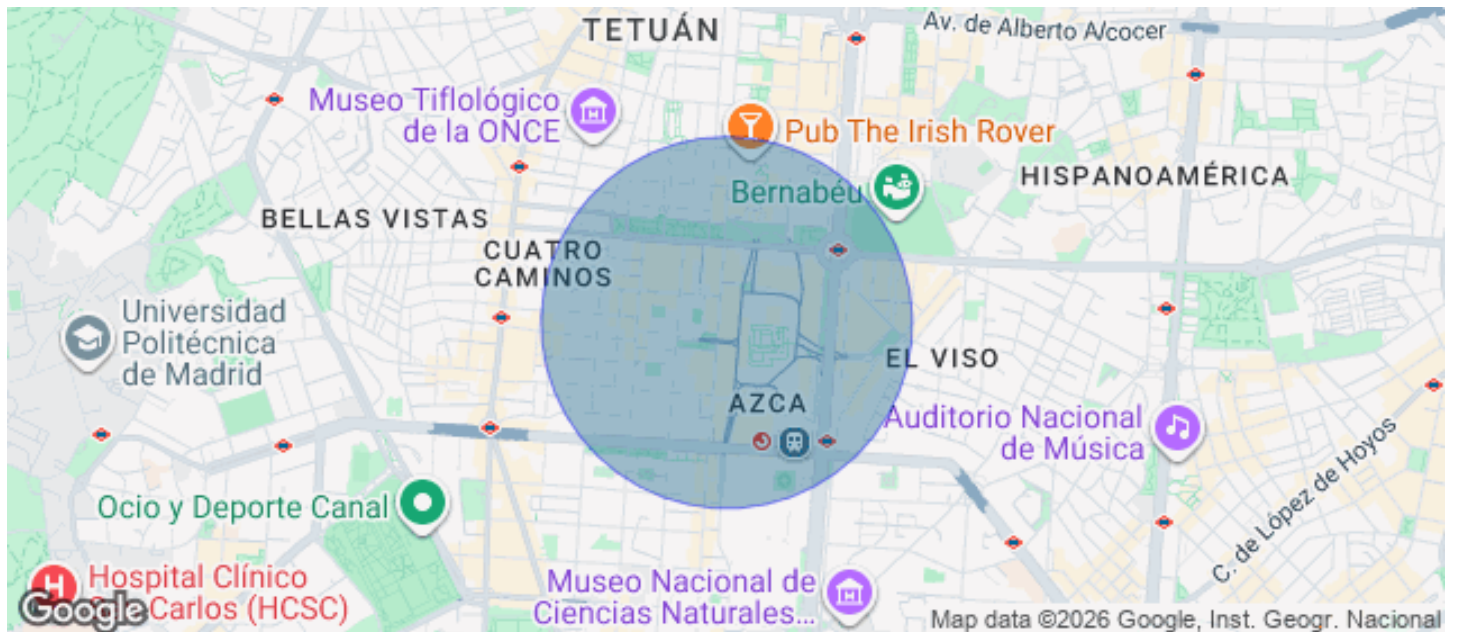 TETUÁN
Av. de Alberto Alcocer
Museo Tiflológico
de la ONCE
Pub The Irish Rover
Bernabéu
HISPANOAMÉRICA
BELLAS VISTAS
CUATRO
CAMINOS
Universidad
Politécnica
de Madrid
EL VISO
AZCA
Auditorio Nacional
de Música
C. de López de Hoyos
Ocio y Deporte Canal
Hospital Clínico
Carlos (HCSC)
Museo Nacional de
Ciencias Naturales...
Google
Map data ©2026 Google, Inst. Geogr. Nacional